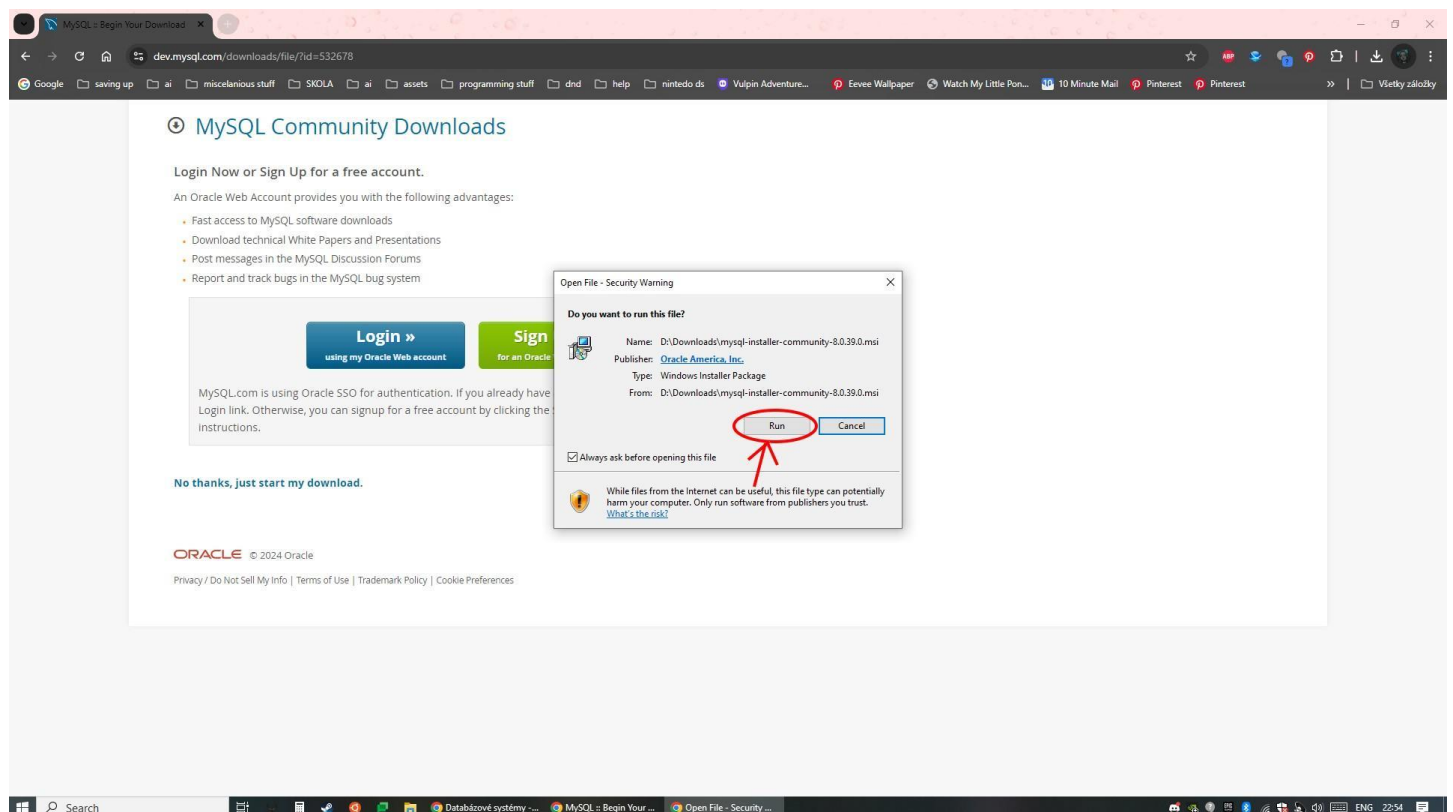 MySQL :: Begin Your Download
dev.mysql.com/downloads/file/?id=532678
Google saving up ai miscelanious stuff SKOLA ai assets programming stuff dnd help nintedo ds Vulpin Adventure... Eevee Wallpaper Watch My Little Pon... 10 Minute Mail Pinterest Pinterest » Všetky záložky
MySQL Community Downloads
Login Now or Sign Up for a free account.
An Oracle Web Account provides you with the following advantages:
Fast access to MySQL software downloads
Download technical White Papers and Presentations
Post messages in the MySQL Discussion Forums
Report and track bugs in the MySQL bug system
Login »
using my Oracle Web account
Sign
for an Oracle
MySQL.com is using Oracle SSO for authentication. If you already have
Login link. Otherwise, you can signup for a free account by clicking the
instructions.
No thanks, just start my download.
ORACLE © 2024 Oracle
Privacy / Do Not Sell My Info | Terms of Use | Trademark Policy | Cookie Preferences
Open File - Security Warning
Do you want to run this file?
Name: D:\Downloads\mysql-installer-community-8.0.39.0.msi
Publisher: Oracle America, Inc.
Type: Windows Installer Package
From: D:\Downloads\mysql-installer-community-8.0.39.0.msi
Run Cancel
Always ask before opening this file
While files from the Internet can be useful, this file type can potentially
harm your computer. Only run software from publishers you trust.
What's the risk?
Search Databázové systémy -... MySQL :: Begin Your ... Open File - Security ... ENG 22:54